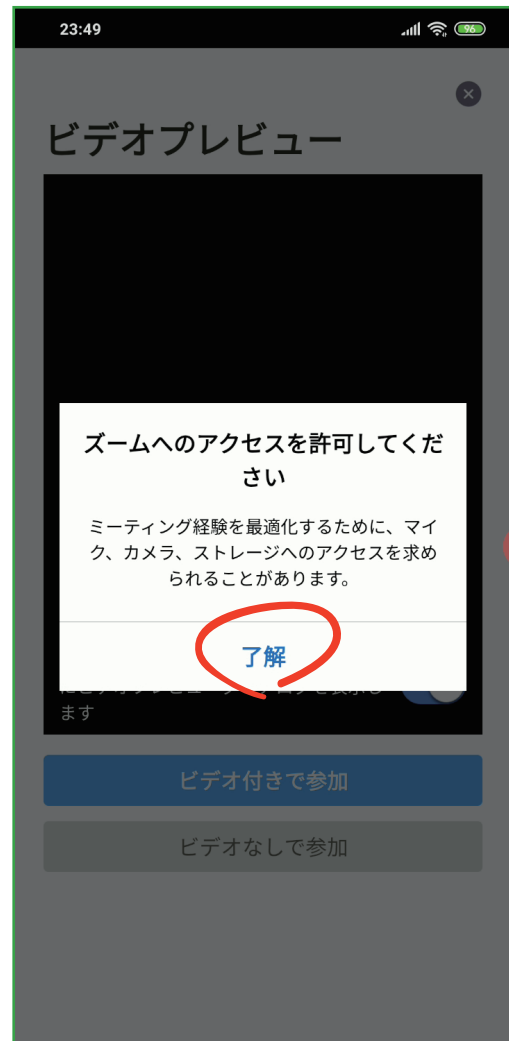 23:49
96
ビデオプレビュー
ズームへのアクセスを許可してくだ
さい
ミーティング経験を最適化するために、マイ
ク、カメラ、ストレージへのアクセスを求め
られることがあります。
了解
ます
ビデオ付きで参加
ビデオなしで参加